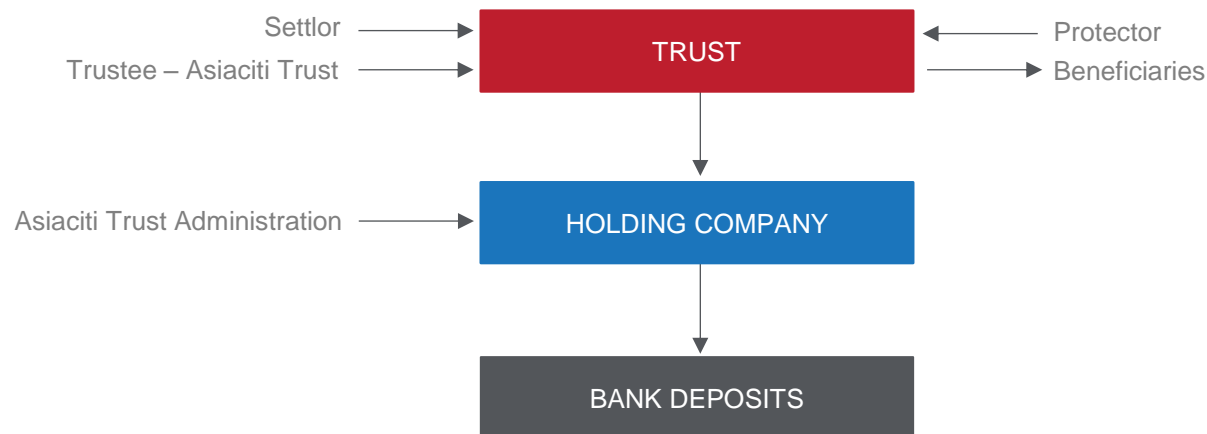 Settlor
Trustee – Asiaciti Trust
TRUST
Protector
Beneficiaries
Asiaciti Trust Administration
HOLDING COMPANY
BANK DEPOSITS